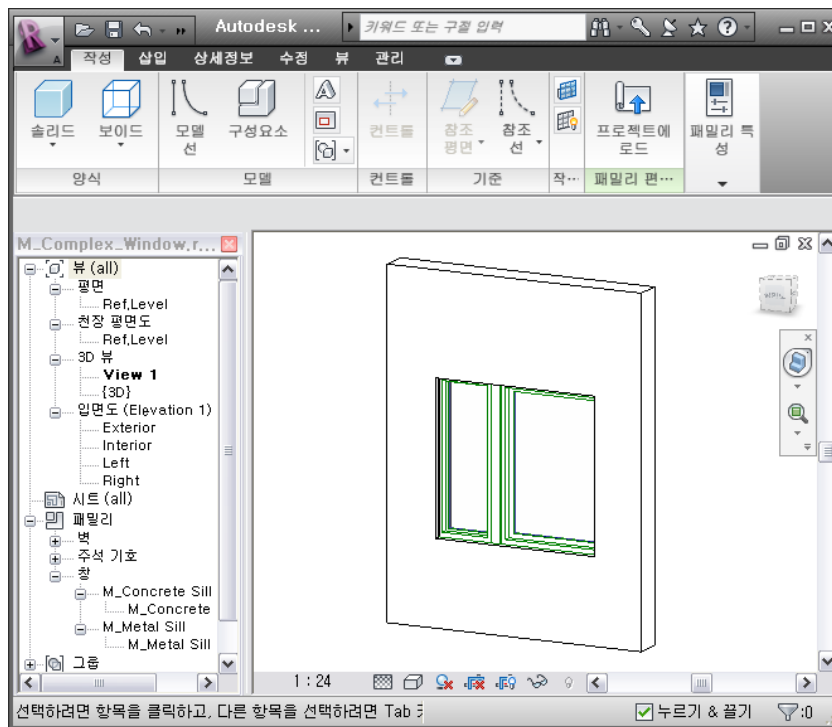 Autodesk ...
키워드 또는 구절 입력
A
작성 삽입 상세정보 수정 뷰 관리
솔리드 보이드 모델 선 구성요소 컨트롤 참조 평면 참조 선 프로젝트에 로드 패밀리 특성
양식 모델 컨트롤 기준 작... 패밀리 편...
M_Complex_Window.r...
뷰 (all)
평면
Ref.Level
천장 평면도
Ref.Level
3D 뷰
View 1
{3D}
입면도 (Elevation 1)
Exterior
Interior
Left
Right
시트 (all)
패밀리
벽
주석 기호
창
M_Concrete Sill
M_Concrete
M_Metal Sill
M_Metal Sill
그룹
1 : 24
선택하려면 항목을 클릭하고, 다른 항목을 선택하려면 Tab
누르기 & 끌기
:0